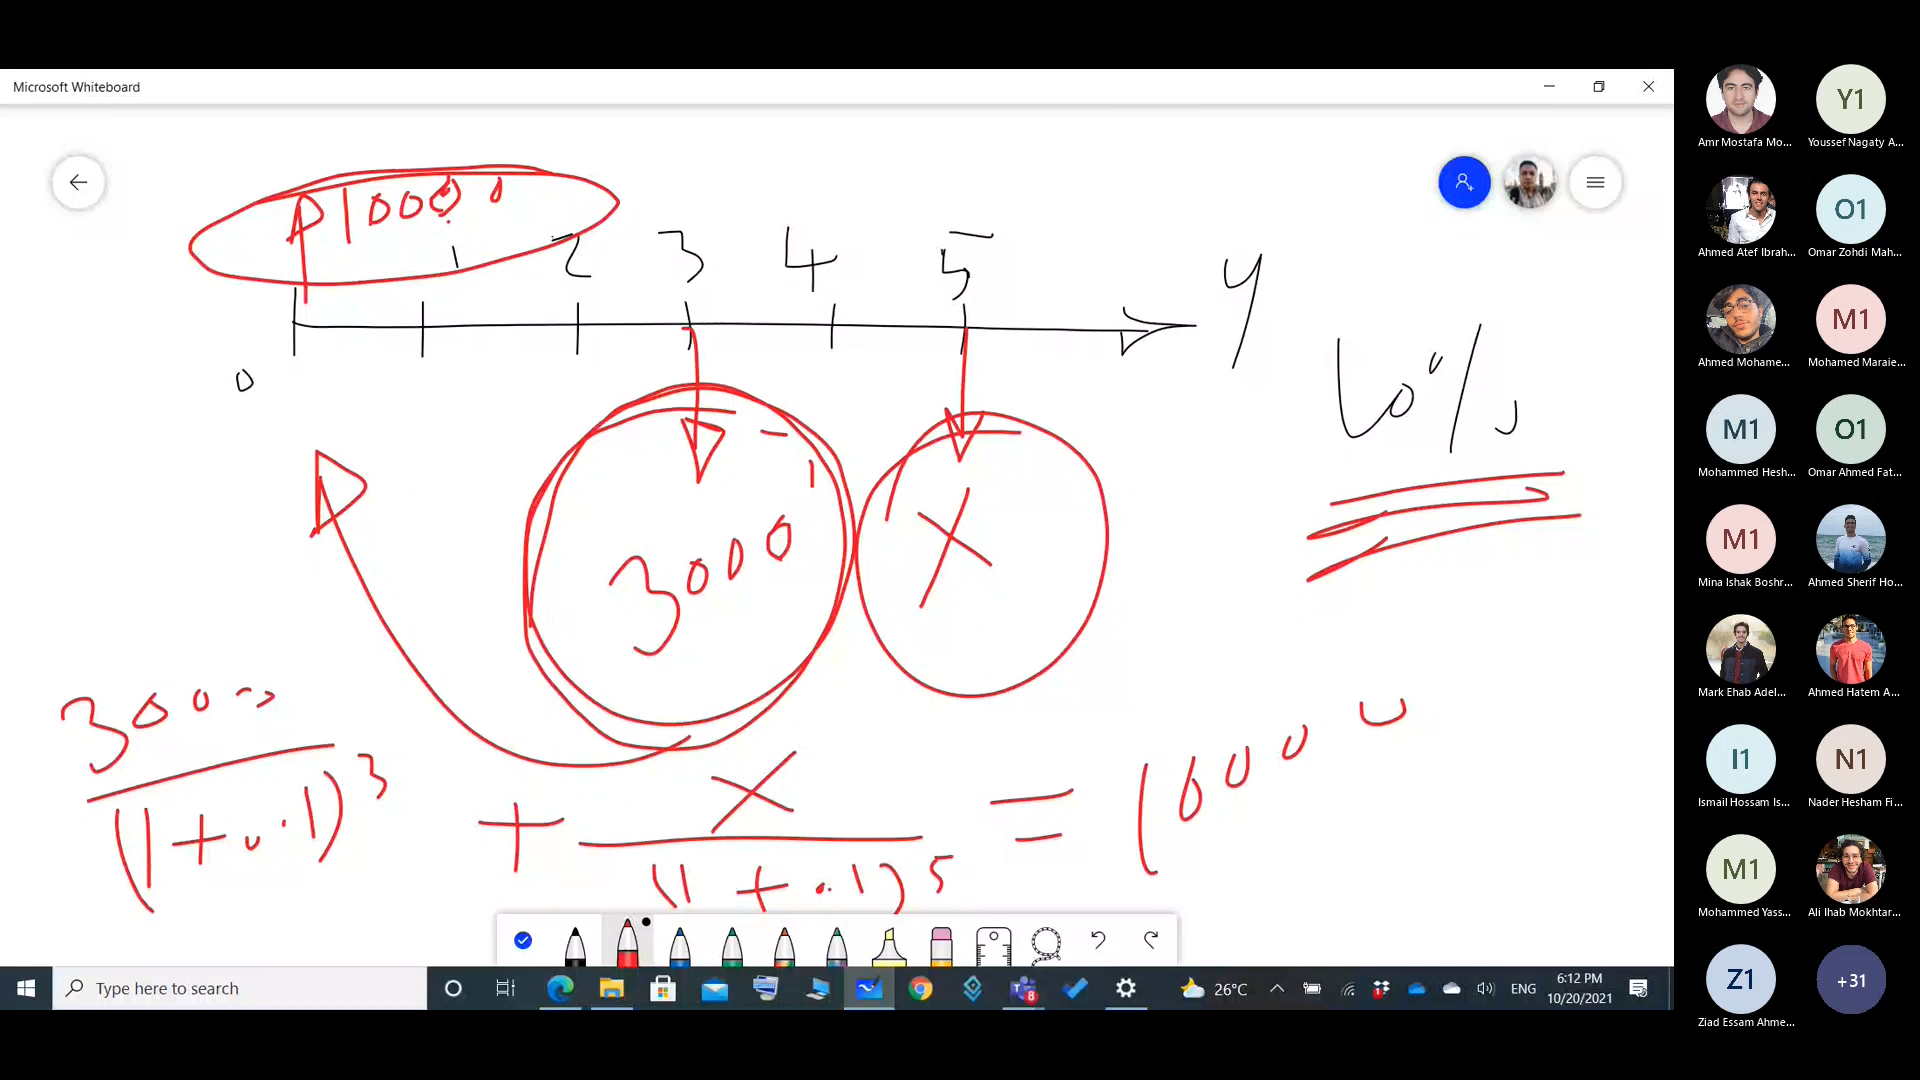 Microsoft Whiteboard
P10000
1 2 3 4 5 y
0
10%
3000
X
3000
(1+0.1)3
+
X
(1+.1)5
=
10000
Type here to search
26°C
ENG
6:12 PM
10/20/2021
8
Amr Mostafa Mo...
Y1
Youssef Nagaty A...
Ahmed Atef Ibrah...
O1
Omar Zohdi Mah...
Ahmed Mohame...
M1
Mohamed Maraie...
M1
Mohammed Hesh...
O1
Omar Ahmed Fat...
M1
Mina Ishak Boshr...
Ahmed Sherif Ho...
Mark Ehab Adel...
Ahmed Hatem A...
I1
Ismail Hossam Is...
N1
Nader Hesham Fi...
M1
Mohammed Yass...
Ali Ihab Mokhtar...
Z1
Ziad Essam Ahme...
+31